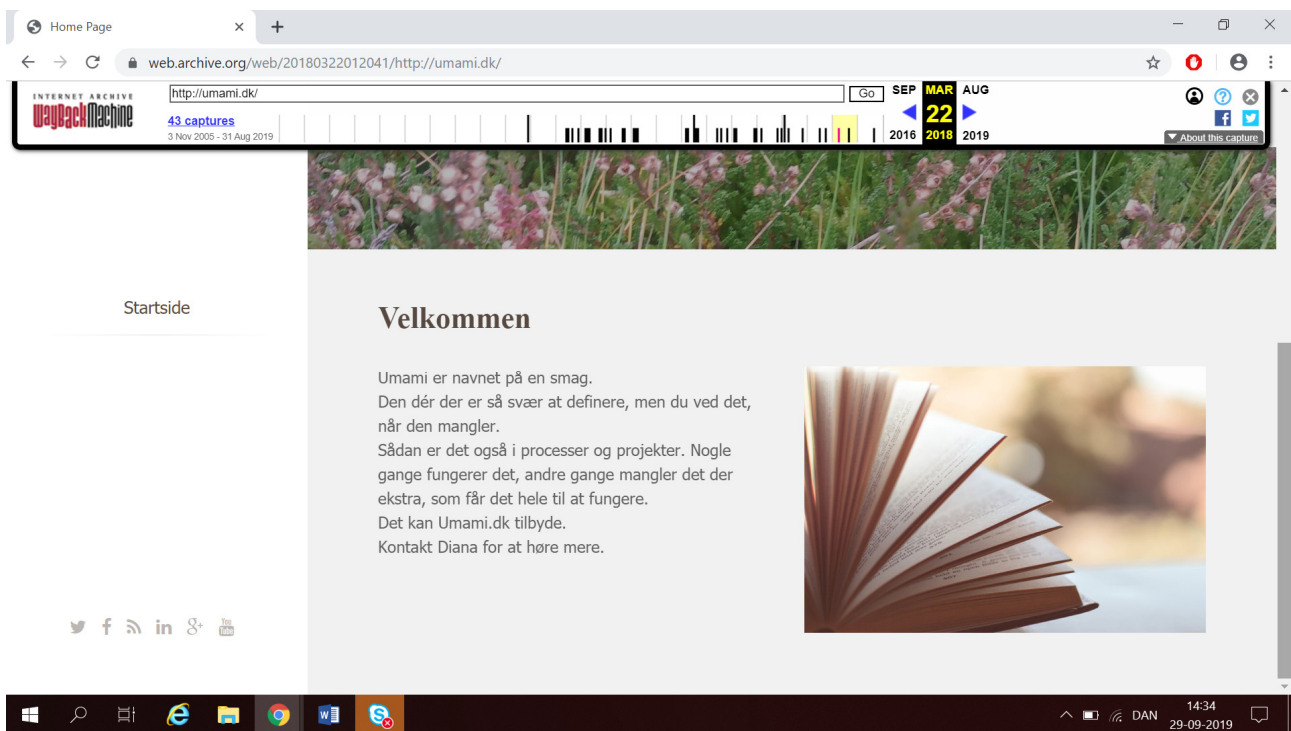 Home Page
web.archive.org/web/20180322012041/http://umami.dk/
INTERNET ARCHIVE
WayBackMachine
http://umami.dk/
Go
SEP MAR AUG
43 captures
22
3 Nov 2005 - 31 Aug 2019
2016 2018 2019
About this capture
Startside
Velkommen
Umami er navnet på en smag.
Den dér der er så svær at definere, men du ved det,
når den mangler.
Sådan er det også i processer og projekter. Nogle
gange fungerer det, andre gange mangler det der
ekstra, som får det hele til at fungere.
Det kan Umami.dk tilbyde.
Kontakt Diana for at høre mere.
DAN
14:34
29-09-2019